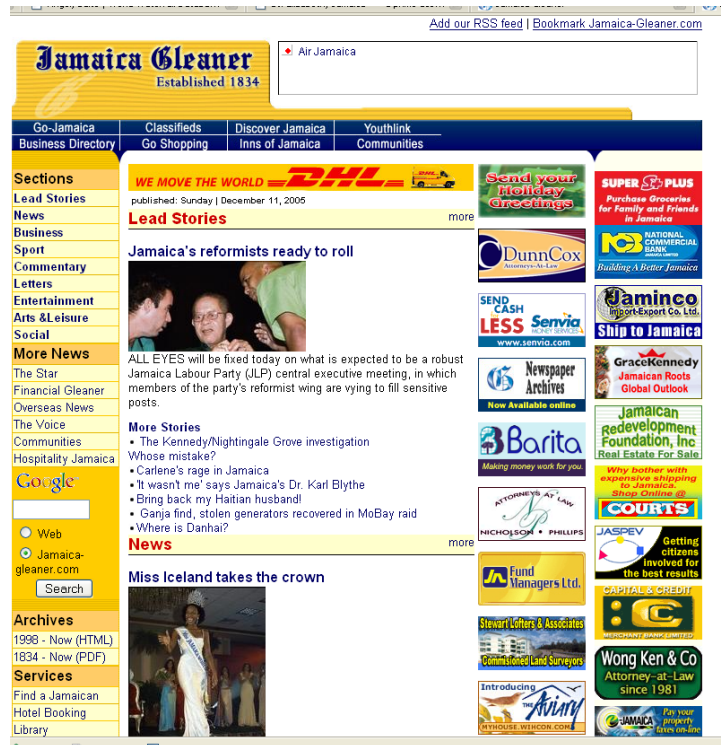 Add our RSS feed | Bookmark Jamaica-Gleaner.com
Jamaica Gleaner
Established 1834
Air Jamaica
Go-Jamaica
Classifieds
Discover Jamaica
Youthlink
Business Directory
Go Shopping
Inns of Jamaica
Communities
Sections
Lead Stories
News
Business
Sport
Commentary
Letters
Entertainment
Arts &Leisure
Social
More News
The Star
Financial Gleaner
Overseas News
The Voice
Communities
Hospitality Jamaica
Google
Web
Jamaica-
gleaner.com
Search
Archives
1998 - Now (HTML)
1834 - Now (PDF)
Services
Find a Jamaican
Hotel Booking
Library
WE MOVE THE WORLD DHL
published: Sunday | December 11, 2005
Lead Stories
more
Jamaica's reformists ready to roll
ALL EYES will be fixed today on what is expected to be a robust
Jamaica Labour Party (JLP) central executive meeting, in which
members of the party's reformist wing are vying to fill sensitive
posts.
More Stories
• The Kennedy/Nightingale Grove investigation
Whose mistake?
• Carlene's rage in Jamaica
• 'It wasn't me' says Jamaica's Dr. Karl Blythe
• Bring back my Haitian husband!
• Ganja find, stolen generators recovered in MoBay raid
• Where is Danhai?
News
more
Miss Iceland takes the crown
Send your
Holiday
Greetings
DunnCox
Attorneys-At-Law
SEND
CASH
LESS Senvia
MONEY SERVICES
www.senvia.com
Newspaper
Archives
Now Available online
Barita
Making money work for you.
ATTORNEYS AT LAW
NP
NICHOLSON PHILLIPS
Fund
Managers Ltd.
Stewart Lofters & Associates
Commisioned Land Surveyors
Introducing
THE Aviary
MYHOUSE.WIHCON.COM
SUPER PLUS
Purchase Groceries
for Family and Friends
in Jamaica
NCB
NATIONAL
COMMERCIAL
BANK
JAMAICA LIMITED
Building A Better Jamaica
Jaminco
Import-Export Co. Ltd.
Ship to Jamaica
GraceKennedy
Jamaican Roots
Global Outlook
Jamaican
Redevelopment
Foundation, Inc
Real Estate For Sale
Why bother with
expensive shipping
to Jamaica.
Shop Online @
COURTS
JASPEV
Getting
citizens
involved for
the best results
CAPITAL & CREDIT
MERCHANT BANK LIMITED
Wong Ken & Co
Attorney-at-Law
since 1981
JAMAICA
Pay your
property
taxes on-line